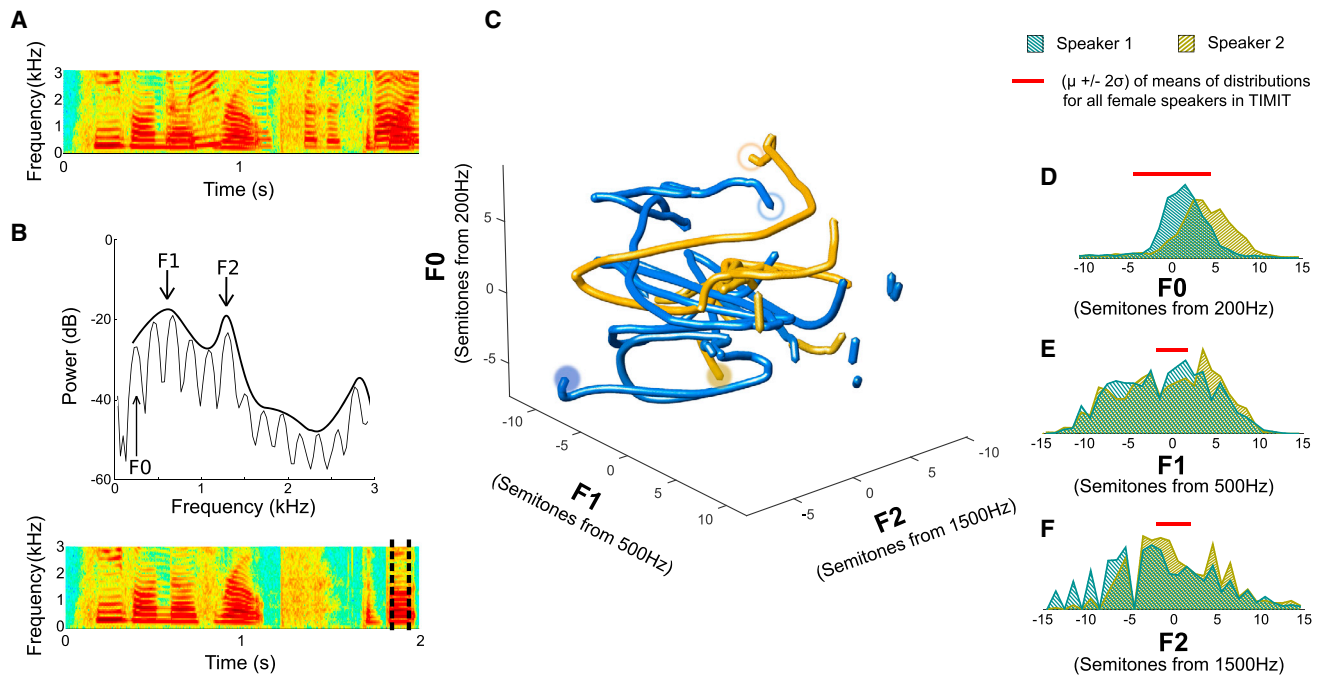 A
Frequency(kHz)
3
2
1
0
0
1
Time (s)
B
Power (dB)
0
-20
-40
-60
F1
F2
F0
0
1
2
3
Frequency (kHz)
Frequency(kHz)
3
2
1
0
0
1
2
Time (s)
C
F0
(Semitones from 200Hz)
5
0
-5
-10
-5
0
5
10
F1
(Semitones from 500Hz)
-5
0
5
-10
F2
(Semitones from 1500Hz)
Speaker 1
Speaker 2
(μ +/- 2σ) of means of distributions
for all female speakers in TIMIT
D
-10 -5 0 5 10 15
F0
(Semitones from 200Hz)
E
-15 -10 -5 0 5 10 15
F1
(Semitones from 500Hz)
F
-15 -10 -5 0 5 10 15
F2
(Semitones from 1500Hz)